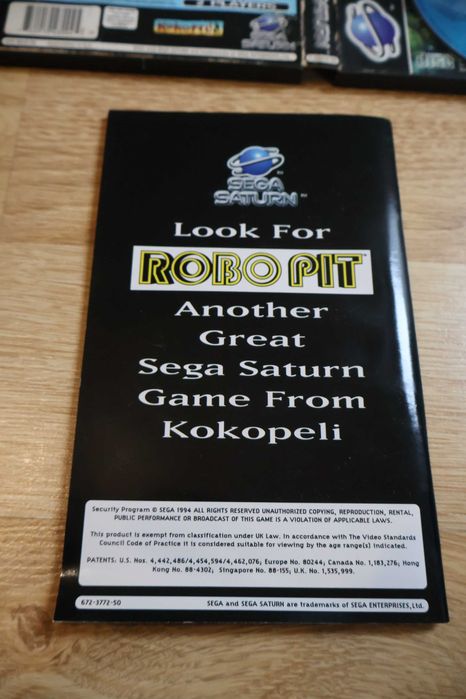 2 PLAYERS
SEGA
SEGA
SATURN™
Look For
ROBO PIT
Another
Great
Sega Saturn
Game From
Kokopeli
Security Program © SEGA 1994 ALL RIGHTS RESERVED UNAUTHORIZED COPYING, REPRODUCTION, RENTAL,
PUBLIC PERFORMANCE OR BROADCAST OF THIS GAME IS A VIOLATION OF APPLICABLE LAWS.
This product is exempt from classification under UK Law. In accordance with The Video Standards
Council Code of Practice it is considered suitable for viewing by the age range(s) indicated.
PATENTS: U.S. Nos. 4,442,486/4,454,594/4,462,076; Europe No. 80244; Canada No. 1,183,276; Hong
Kong No. 88-4302; Singapore No. 88-155; U.K. No. 1,535,999.
672-3772-50 SEGA and SEGA SATURN are trademarks of SEGA ENTERPRISES, Ltd.